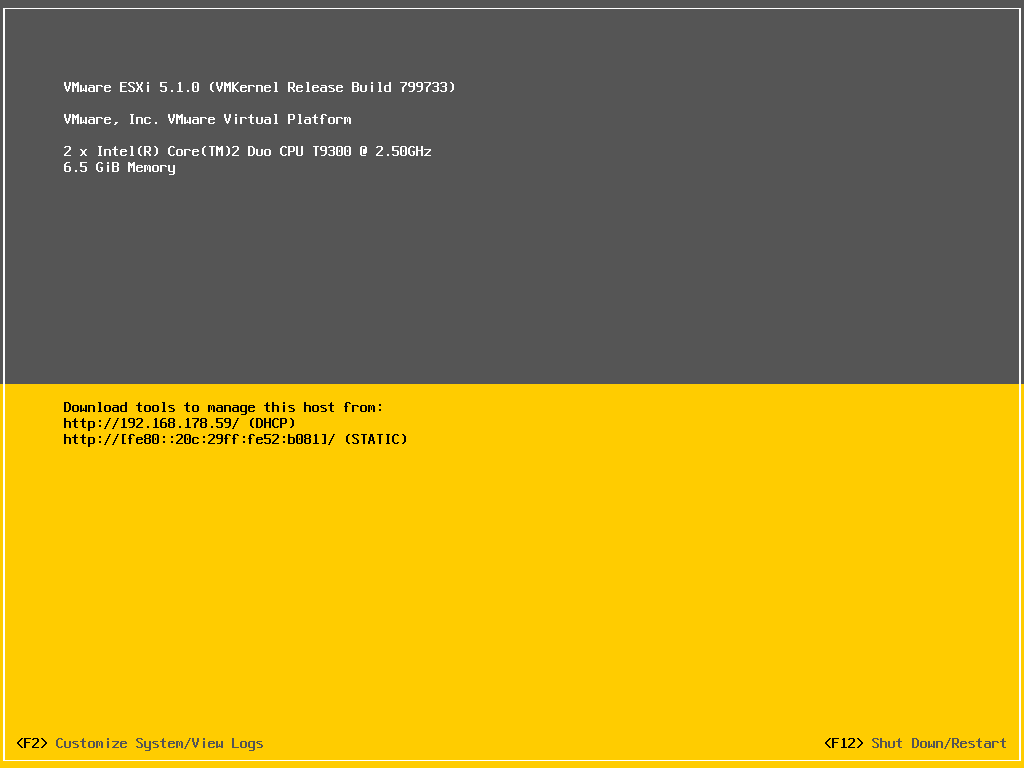 VMware ESXi 5.1.0 (VMKernel Release Build 799733)
VMware, Inc. VMware Virtual Platform
2 x Intel(R) Core(TM)2 Duo CPU T9300 @ 2.50GHz
6.5 GiB Memory
Download tools to manage this host from:
http://192.168.178.59/ (DHCP)
http://[fe80::20c:29ff:fe52:b081]/ (STATIC)
<F2> Customize System/View Logs
<F12> Shut Down/Restart